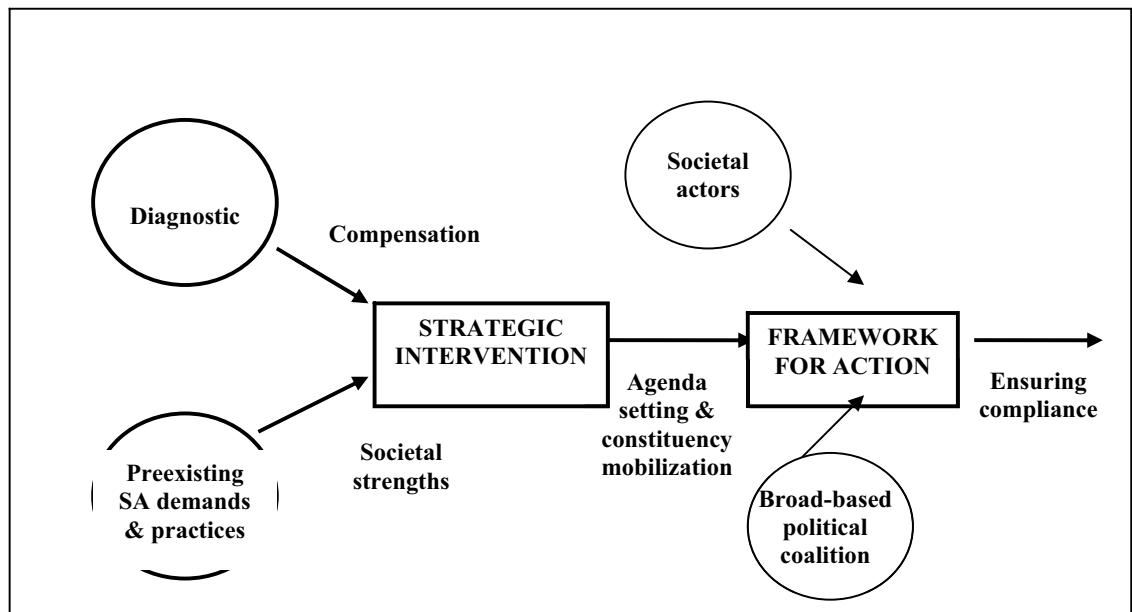 Diagnostic
Compensation
Societal
actors
STRATEGIC
INTERVENTION
FRAMEWORK
FOR ACTION
Preexisting
SA demands
& practices
Societal
strengths
Agenda
setting &
constituency
mobilization
Ensuring
compliance
Broad-based
political
coalition